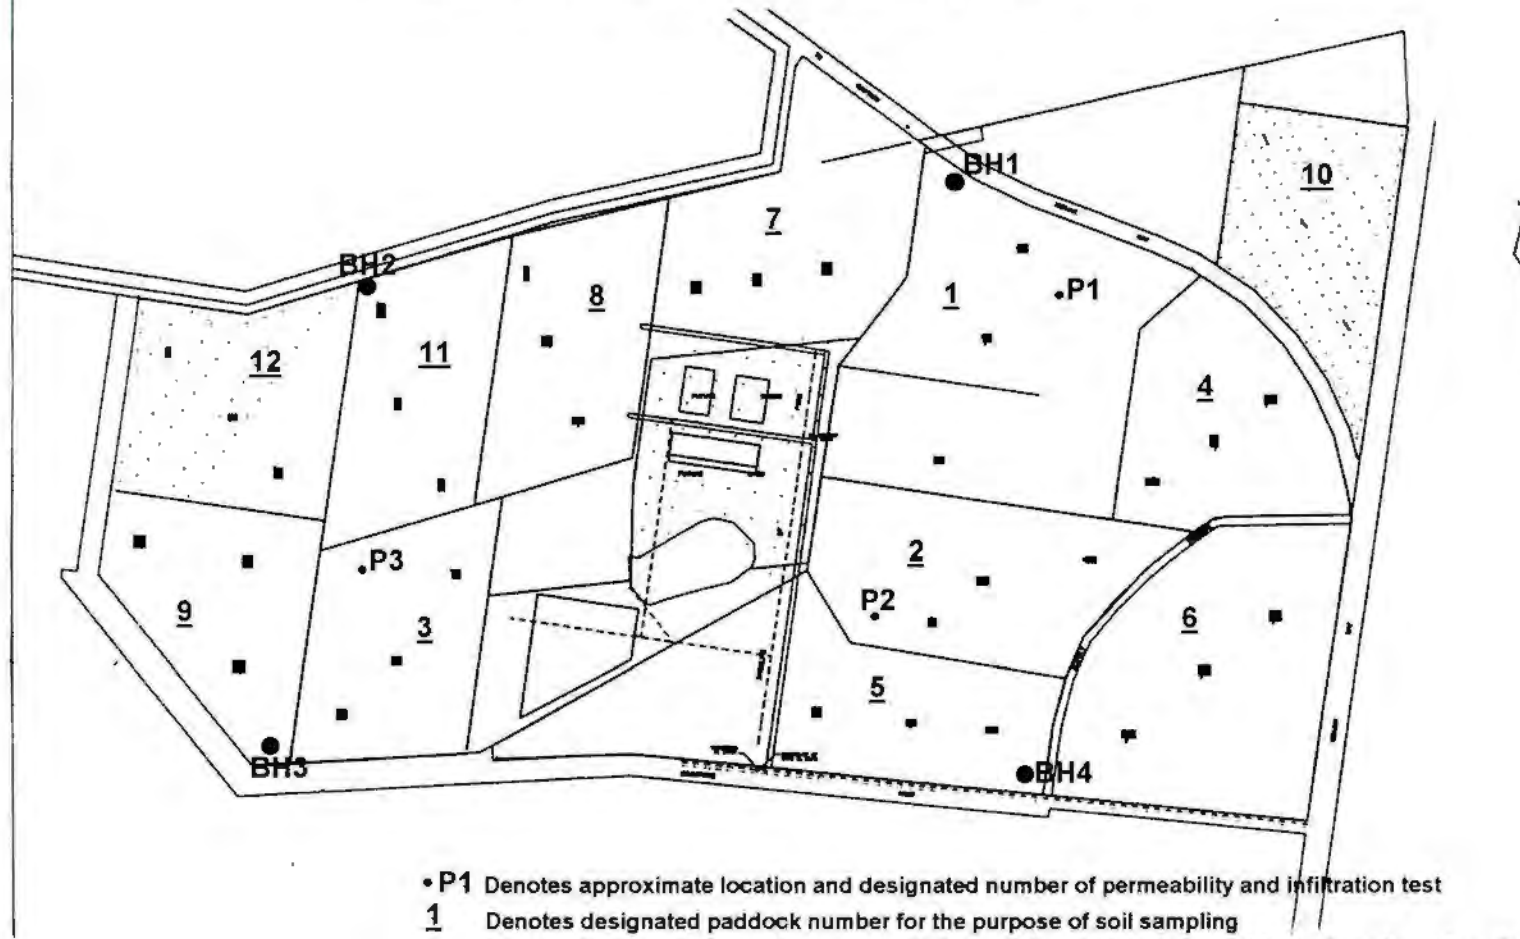 BH1
10
7
BH2
8
1
P1
12
11
4
2
P3
P2
9
3
6
5
BH3
BH4
P1 Denotes approximate location and designated number of permeability and infiltration test
1 Denotes designated paddock number for the purpose of soil sampling